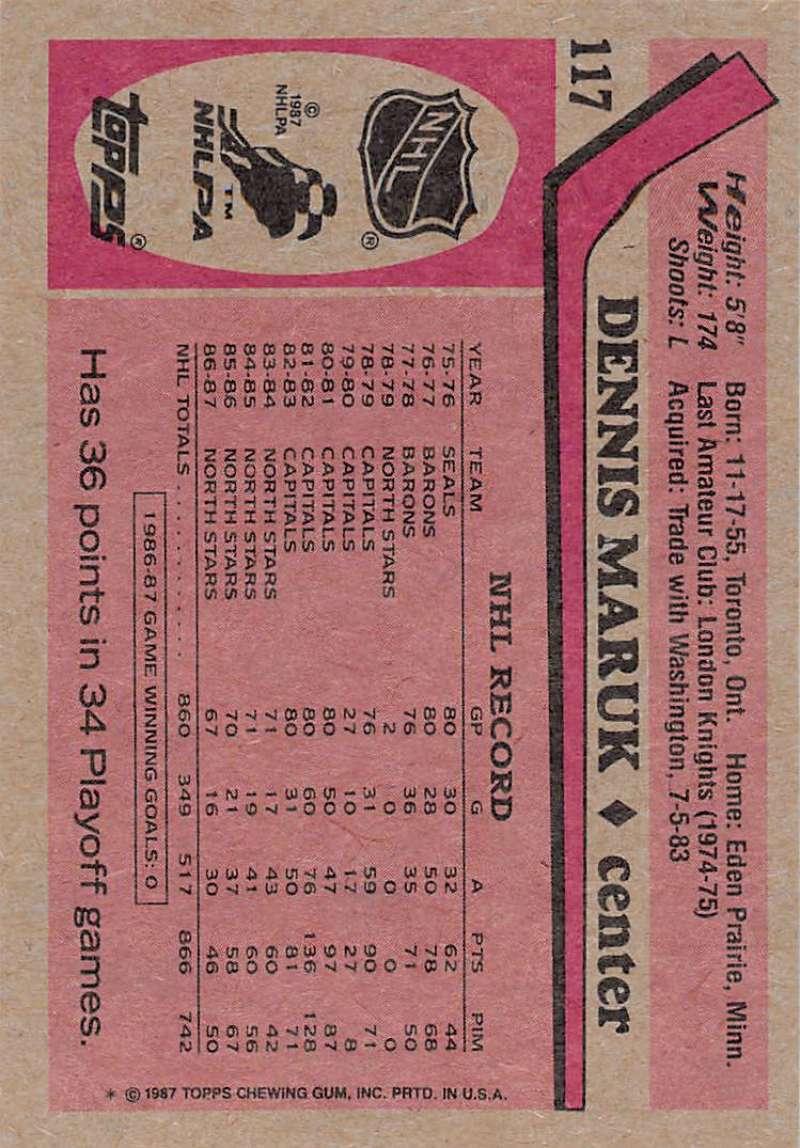 117
Height: 5'8" Born: 11-17-55, Toronto, Ont. Home: Eden Prairie, Minn.
Weight: 174 Last Amateur Club: London Knights (1974-75)
Shoots: L Acquired: Trade with Washington, 7-5-83
DENNIS MARUK ♦ center
NHL ®
© 1987 NHLPA
TM
NHLPA
TOPPS ®
NHL RECORD
YEAR TEAM GP G A PTS PIM
75-76 SEALS 80 30 32 62 44
76-77 BARONS 80 28 50 78 68
77-78 BARONS 76 36 35 71 50
78-79 NORTH STARS 2 0 0 0 0
78-79 CAPITALS 76 31 59 90 71
79-80 CAPITALS 27 10 17 27 8
80-81 CAPITALS 80 50 47 97 87
81-82 CAPITALS 80 60 76 136 128
82-83 CAPITALS 80 31 50 81 71
83-84 NORTH STARS 71 17 43 60 42
84-85 NORTH STARS 71 19 41 60 56
85-86 NORTH STARS 70 21 37 58 67
86-87 NORTH STARS 67 16 30 46 50
NHL TOTALS . . . . . . . . . . . . . . 860 349 517 866 742
1986-87 GAME WINNING GOALS: 0
Has 36 points in 34 Playoff games.
* © 1987 TOPPS CHEWING GUM, INC. PRTD. IN U.S.A.